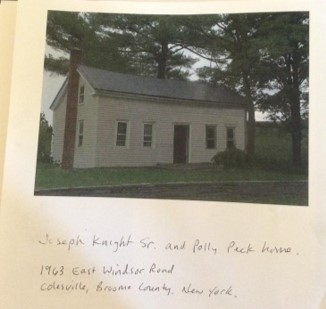 Joseph Knight Sr. and Polly Peck home.
1963 East Windsor Road
Colesville, Broome County, New York.